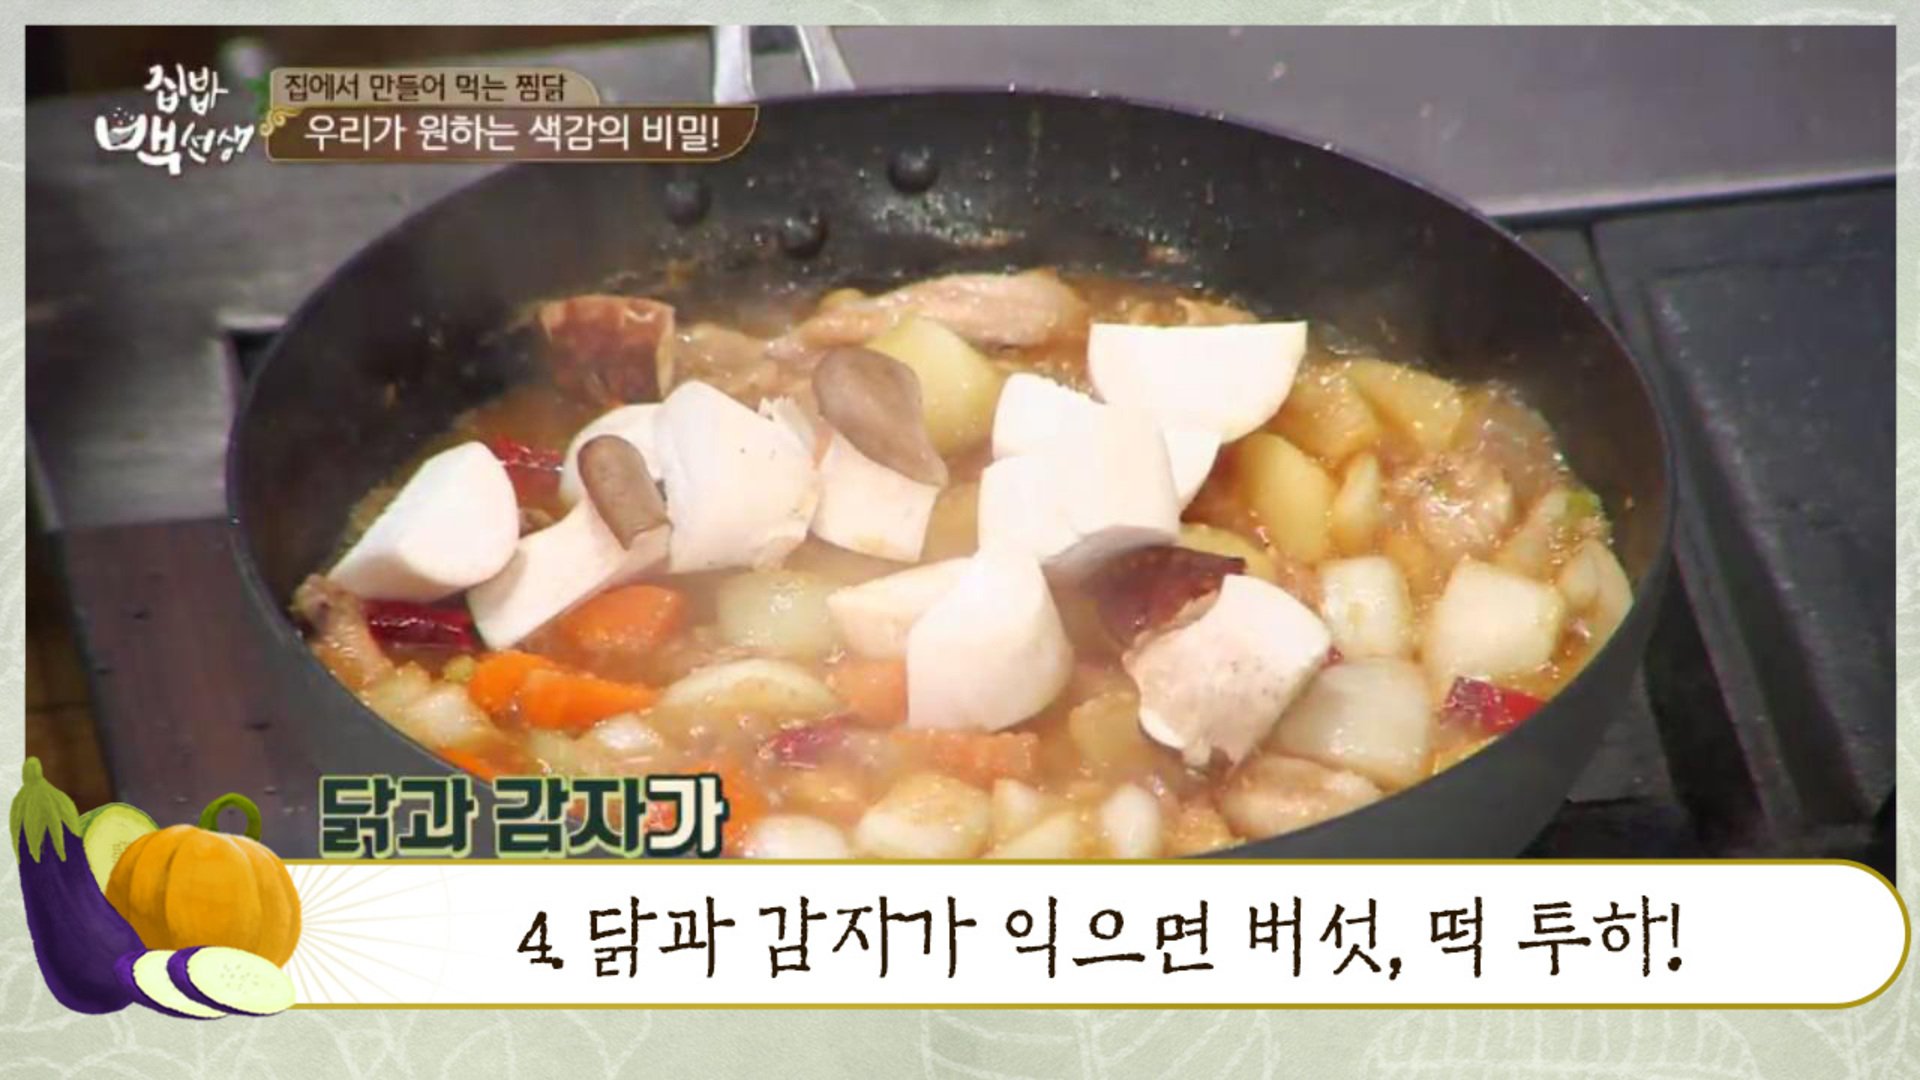 집밥
백선생
집에서 만들어 먹는 찜닭
우리가 원하는 색감의 비밀!
닭과 감자가
4. 닭과 감자가 익으면 버섯, 떡 투하!